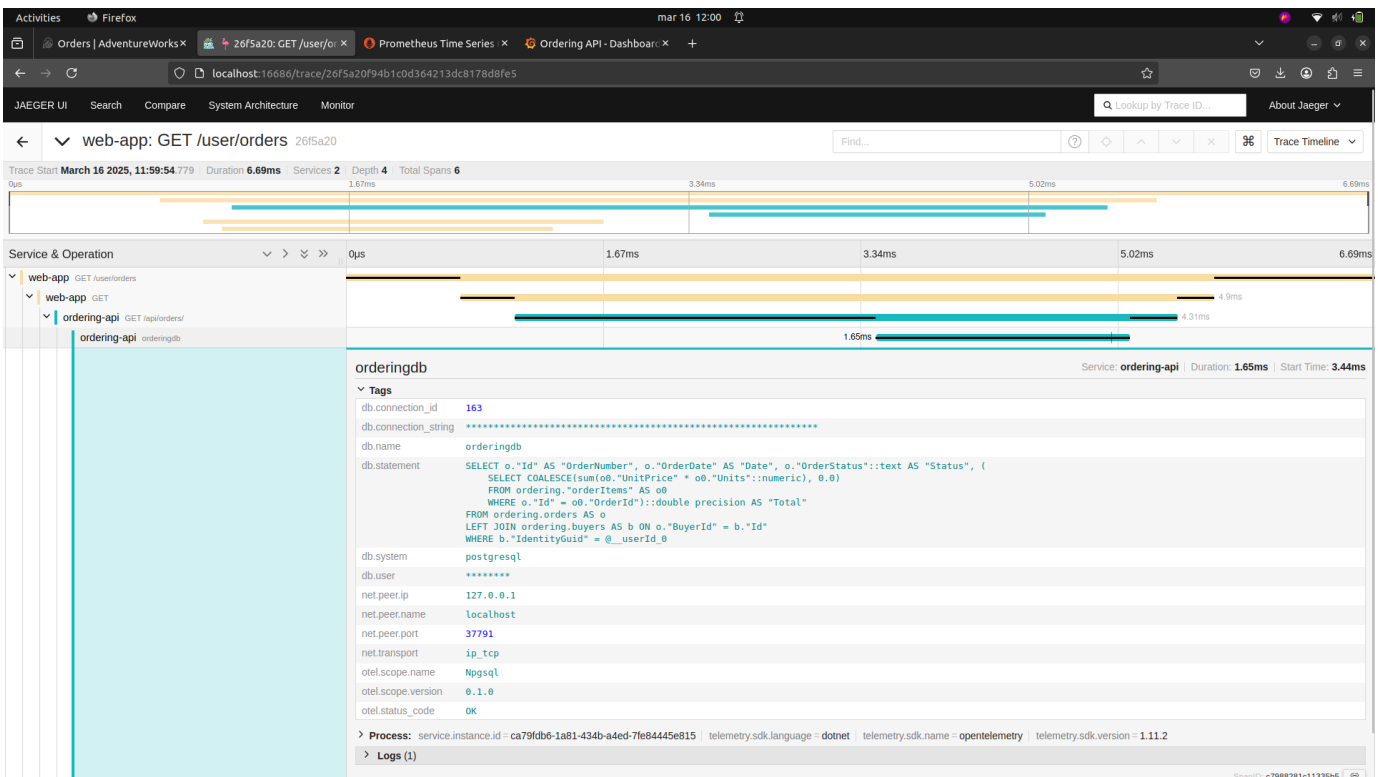 Activities Firefox mar 16 12:00
Orders | AdventureWorks × 26f5a20: GET /user/or × Prometheus Time Series × Ordering API - Dashboard ×
localhost:16686/trace/26f5a20f94b1c0d364213dc8178d8fe5
JAEGER UI Search Compare System Architecture Monitor Lookup by Trace ID... About Jaeger
web-app: GET /user/orders 26f5a20 Find... Trace Timeline
Trace Start March 16 2025, 11:59:54.779 Duration 6.69ms Services 2 Depth 4 Total Spans 6
0μs 1.67ms 3.34ms 5.02ms 6.69ms
Service & Operation 0μs 1.67ms 3.34ms 5.02ms 6.69ms
web-app GET /user/orders
web-app GET 4.9ms
ordering-api GET /api/orders/ 4.31ms
ordering-api orderingdb 1.65ms
orderingdb Service: ordering-api Duration: 1.65ms Start Time: 3.44ms
Tags
db.connection_id 163
db.connection_string ****************************************************************
db.name orderingdb
db.statement SELECT o."Id" AS "OrderNumber", o."OrderDate" AS "Date", o."OrderStatus"::text AS "Status", (
SELECT COALESCE(sum(o0."UnitPrice" * o0."Units"::numeric), 0.0)
FROM ordering."orderItems" AS o0
WHERE o."Id" = o0."OrderId")::double precision AS "Total"
FROM ordering.orders AS o
LEFT JOIN ordering.buyers AS b ON o."BuyerId" = b."Id"
WHERE b."IdentityGuid" = @__userId_0
db.system postgresql
db.user ********
net.peer.ip 127.0.0.1
net.peer.name localhost
net.peer.port 37791
net.transport ip_tcp
otel.scope.name Npgsql
otel.scope.version 0.1.0
otel.status_code OK
Process: service.instance.id = ca79fdb6-1a81-434b-a4ed-7fe84445e815 telemetry.sdk.language = dotnet telemetry.sdk.name = opentelemetry telemetry.sdk.version = 1.11.2
Logs (1)